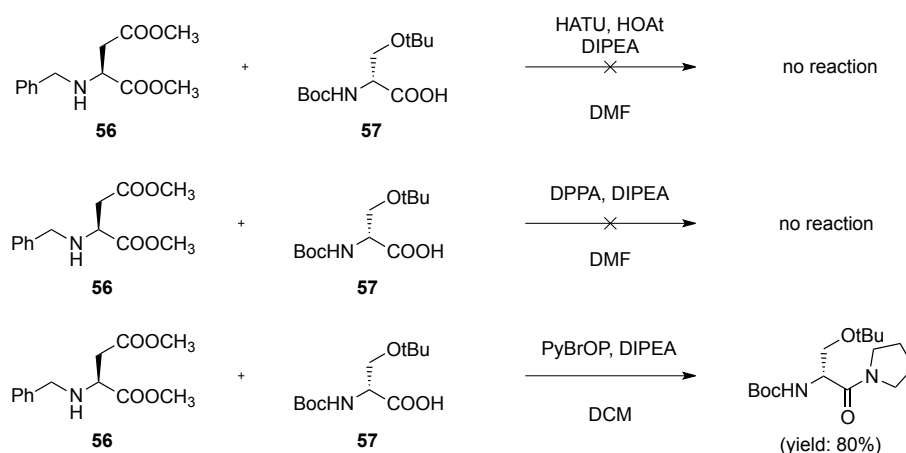 COOCH3
Ph
N
H
COOCH3
56
+
OtBu
BocHN
COOH
57
HATU, HOAt
DIPEA
DMF
no reaction
COOCH3
Ph
N
H
COOCH3
56
+
OtBu
BocHN
COOH
57
DPPA, DIPEA
DMF
no reaction
COOCH3
Ph
N
H
COOCH3
56
+
OtBu
BocHN
COOH
57
PyBrOP, DIPEA
DCM
OtBu
BocHN
N
O
(yield: 80%)